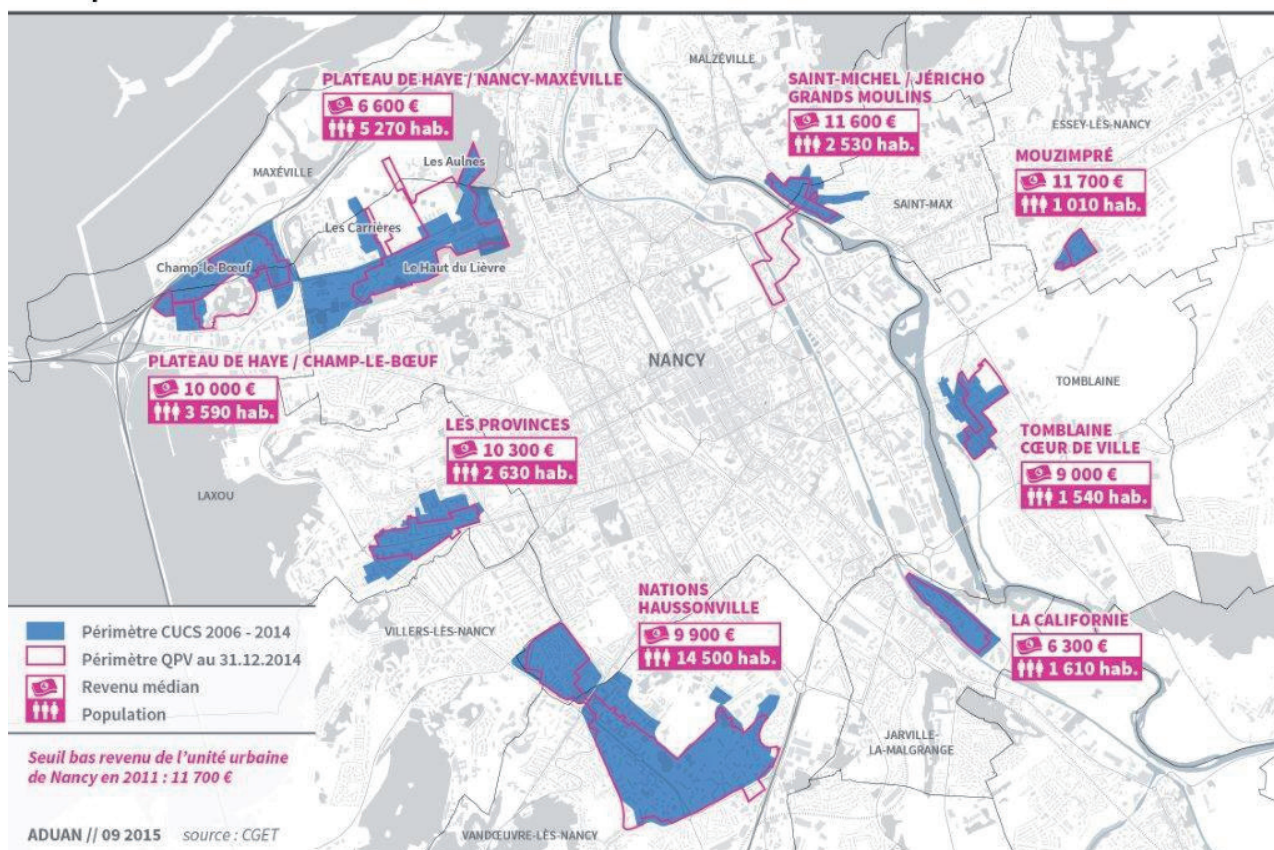 PLATEAU DE HAYE / NANCY-MAXÉVILLE
6 600 €
5 270 hab.
MALZÉVILLE
SAINT-MICHEL / JÉRICHO
GRANDS MOULINS
11 600 €
2 530 hab.
ESSEY-LÈS-NANCY
MOUZIMPRÉ
11 700 €
1 010 hab.
MAXÉVILLE
Les Aulnes
SAINT-MAX
Les Carrières
Champ-le-Bœuf
Le Haut du Lièvre
NANCY
PLATEAU DE HAYE / CHAMP-LE-BŒUF
10 000 €
3 590 hab.
TOMBLAINE
LES PROVINCES
10 300 €
2 630 hab.
TOMBLAINE
CŒUR DE VILLE
9 000 €
1 540 hab.
LAXOU
NATIONS
HAUSSONVILLE
9 900 €
14 500 hab.
LA CALIFORNIE
6 300 €
1 610 hab.
VILLERS-LÈS-NANCY
JARVILLE-
LA-MALGRANGE
VANDŒUVRE-LÈS-NANCY
Périmètre CUCS 2006 - 2014
Périmètre QPV au 31.12.2014
Revenu médian
Population
Seuil bas revenu de l'unité urbaine
de Nancy en 2011 : 11 700 €
ADUAN // 09 2015 source : CGET